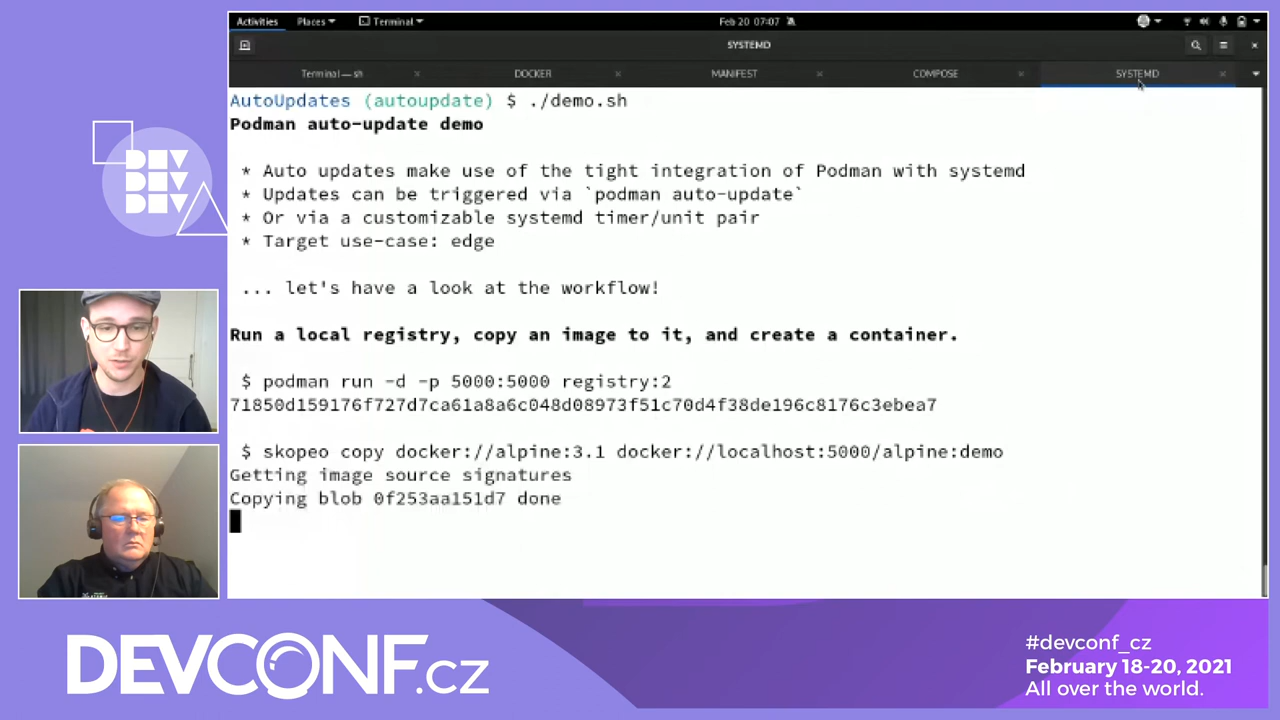 Activities Places Terminal Feb 20 07:07
SYSTEMD
Terminal — sh DOCKER MANIFEST COMPOSE SYSTEMD
AutoUpdates (autoupdate) $ ./demo.sh
Podman auto-update demo
* Auto updates make use of the tight integration of Podman with systemd
* Updates can be triggered via `podman auto-update`
* Or via a customizable systemd timer/unit pair
* Target use-case: edge
... let's have a look at the workflow!
Run a local registry, copy an image to it, and create a container.
$ podman run -d -p 5000:5000 registry:2
71850d159176f727d7ca61a8a6c048d08973f51c70d4f38de196c8176c3ebea7
$ skopeo copy docker://alpine:3.1 docker://localhost:5000/alpine:demo
Getting image source signatures
Copying blob 0f253aa151d7 done
DEV
DEV
DEV
DEVCONF.cz
#devconf_cz
February 18-20, 2021
All over the world.